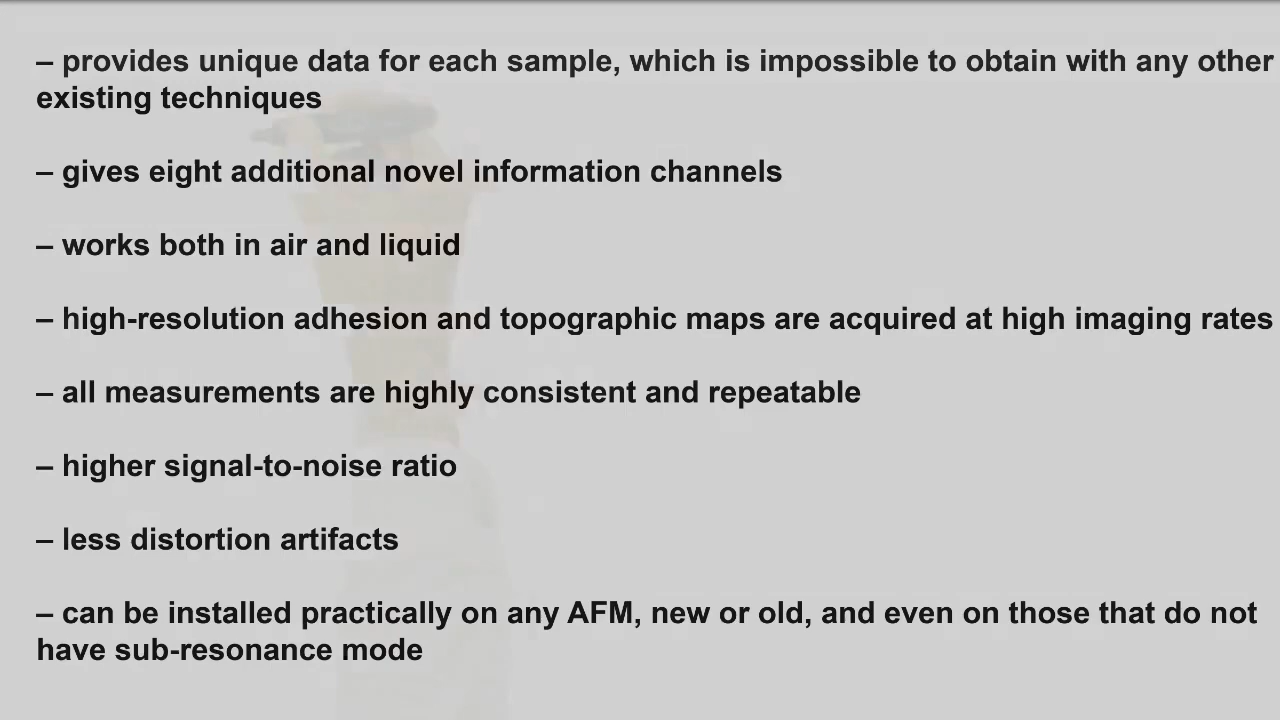 – provides unique data for each sample, which is impossible to obtain with any other
existing techniques
– gives eight additional novel information channels
– works both in air and liquid
– high-resolution adhesion and topographic maps are acquired at high imaging rates
– all measurements are highly consistent and repeatable
– higher signal-to-noise ratio
– less distortion artifacts
– can be installed practically on any AFM, new or old, and even on those that do not
have sub-resonance mode